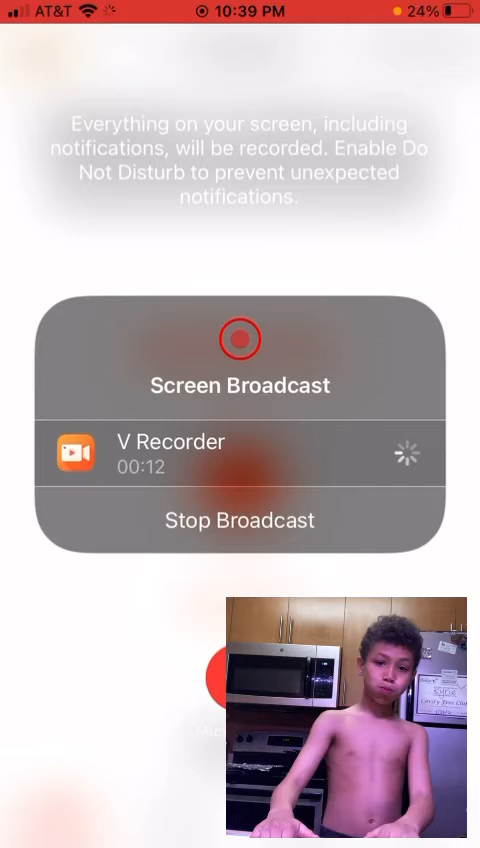 AT&T 10:39 PM 24%
Everything on your screen, including
notifications, will be recorded. Enable Do
Not Disturb to prevent unexpected
notifications.
Screen Broadcast
V Recorder
00:12
Stop Broadcast
Mic